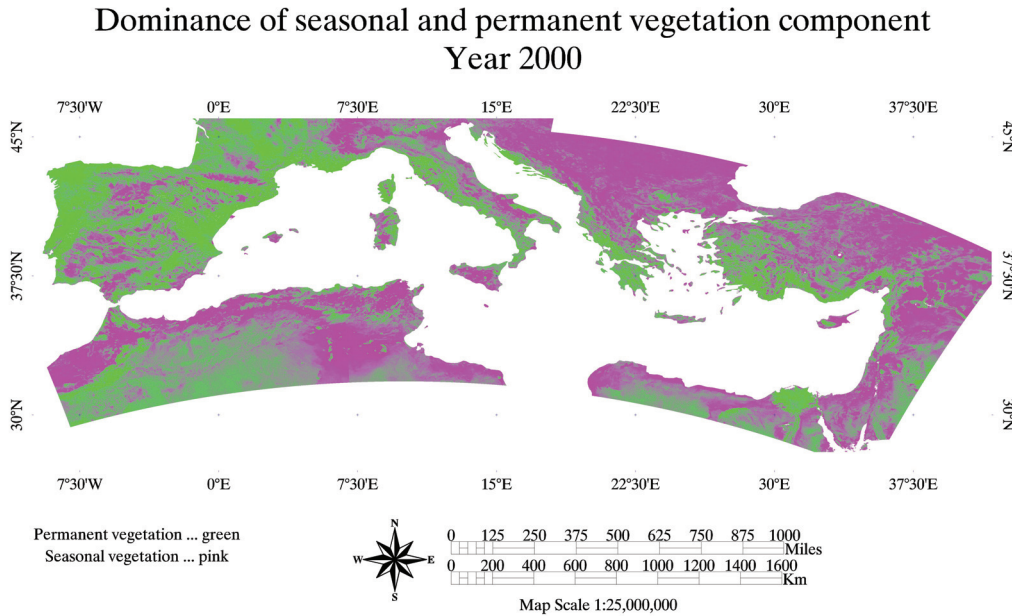 Dominance of seasonal and permanent vegetation component
Year 2000
7°30'W 0°E 7°30'E 15°E 22°30'E 30°E 37°30'E
45°N 45°N
37°30'N 37°30'N
30°N 30°N
7°30'W 0°E 7°30'E 15°E 22°30'E 30°E 37°30'E
Permanent vegetation ... green
Seasonal vegetation ... pink
N
W E
S
0 125 250 375 500 625 750 875 1000
Miles
0 200 400 600 800 1000 1200 1400 1600
Km
Map Scale 1:25,000,000